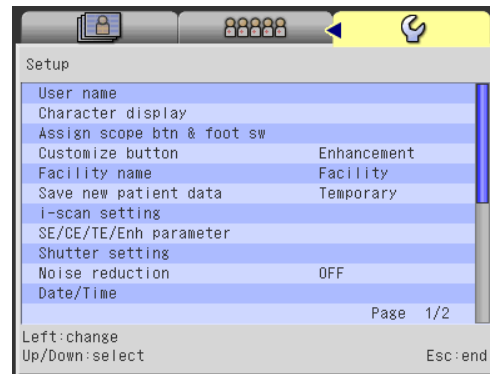 Setup
User name
Character display
Assign scope btn & foot sw
Customize button Enhancement
Facility name Facility
Save new patient data Temporary
i-scan setting
SE/CE/TE/Enh parameter
Shutter setting
Noise reduction OFF
Date/Time
Page 1/2
Left:change
Up/Down:select Esc:end